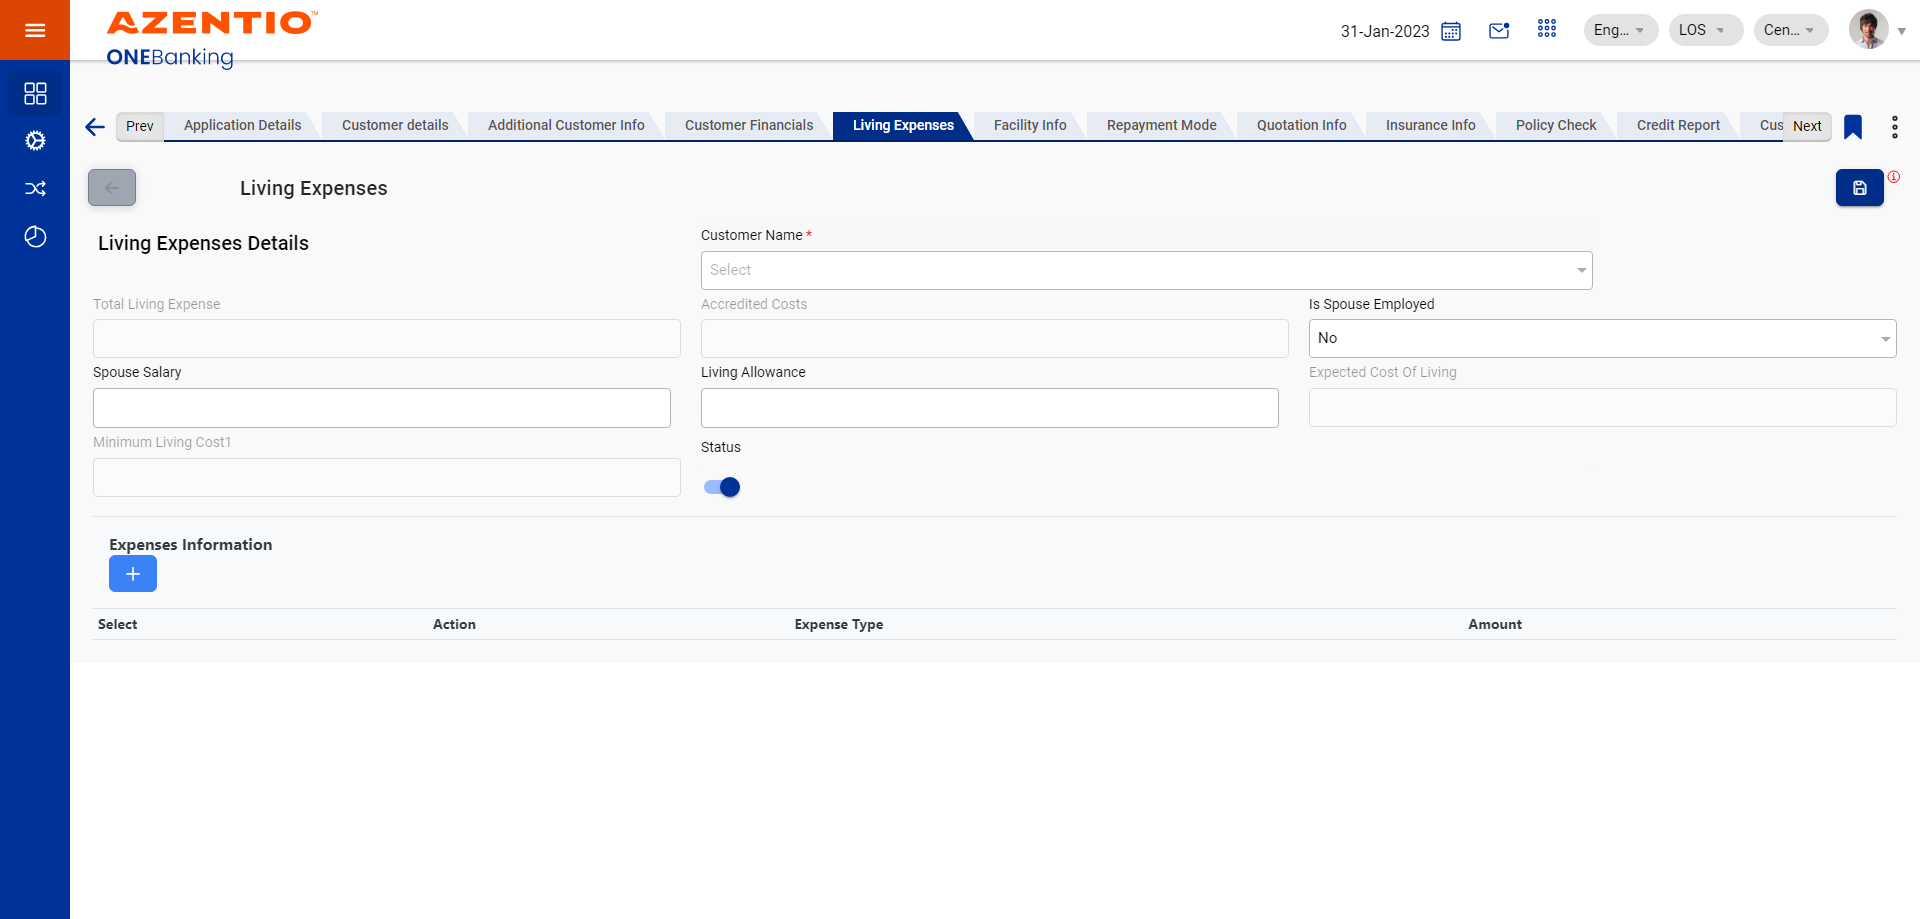 AZENTIO™
ONEBanking
31-Jan-2023
Eng...
LOS
Cen...
Prev
Application Details
Customer details
Additional Customer Info
Customer Financials
Living Expenses
Facility Info
Repayment Mode
Quotation Info
Insurance Info
Policy Check
Credit Report
Cus
Next
Living Expenses
Living Expenses Details
Customer Name *
Select
Total Living Expense
Accredited Costs
Is Spouse Employed
No
Spouse Salary
Living Allowance
Expected Cost Of Living
Minimum Living Cost1
Status
Expenses Information
+
Select Action Expense Type Amount